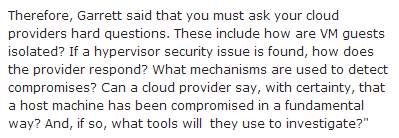 Therefore, Garrett said that you must ask your cloud
providers hard questions. These include how are VM guests
isolated? If a hypervisor security issue is found, how does
the provider respond? What mechanisms are used to detect
compromises? Can a cloud provider say, with certainty, that
a host machine has been compromised in a fundamental
way? And, if so, what tools will  they use to investigate?"